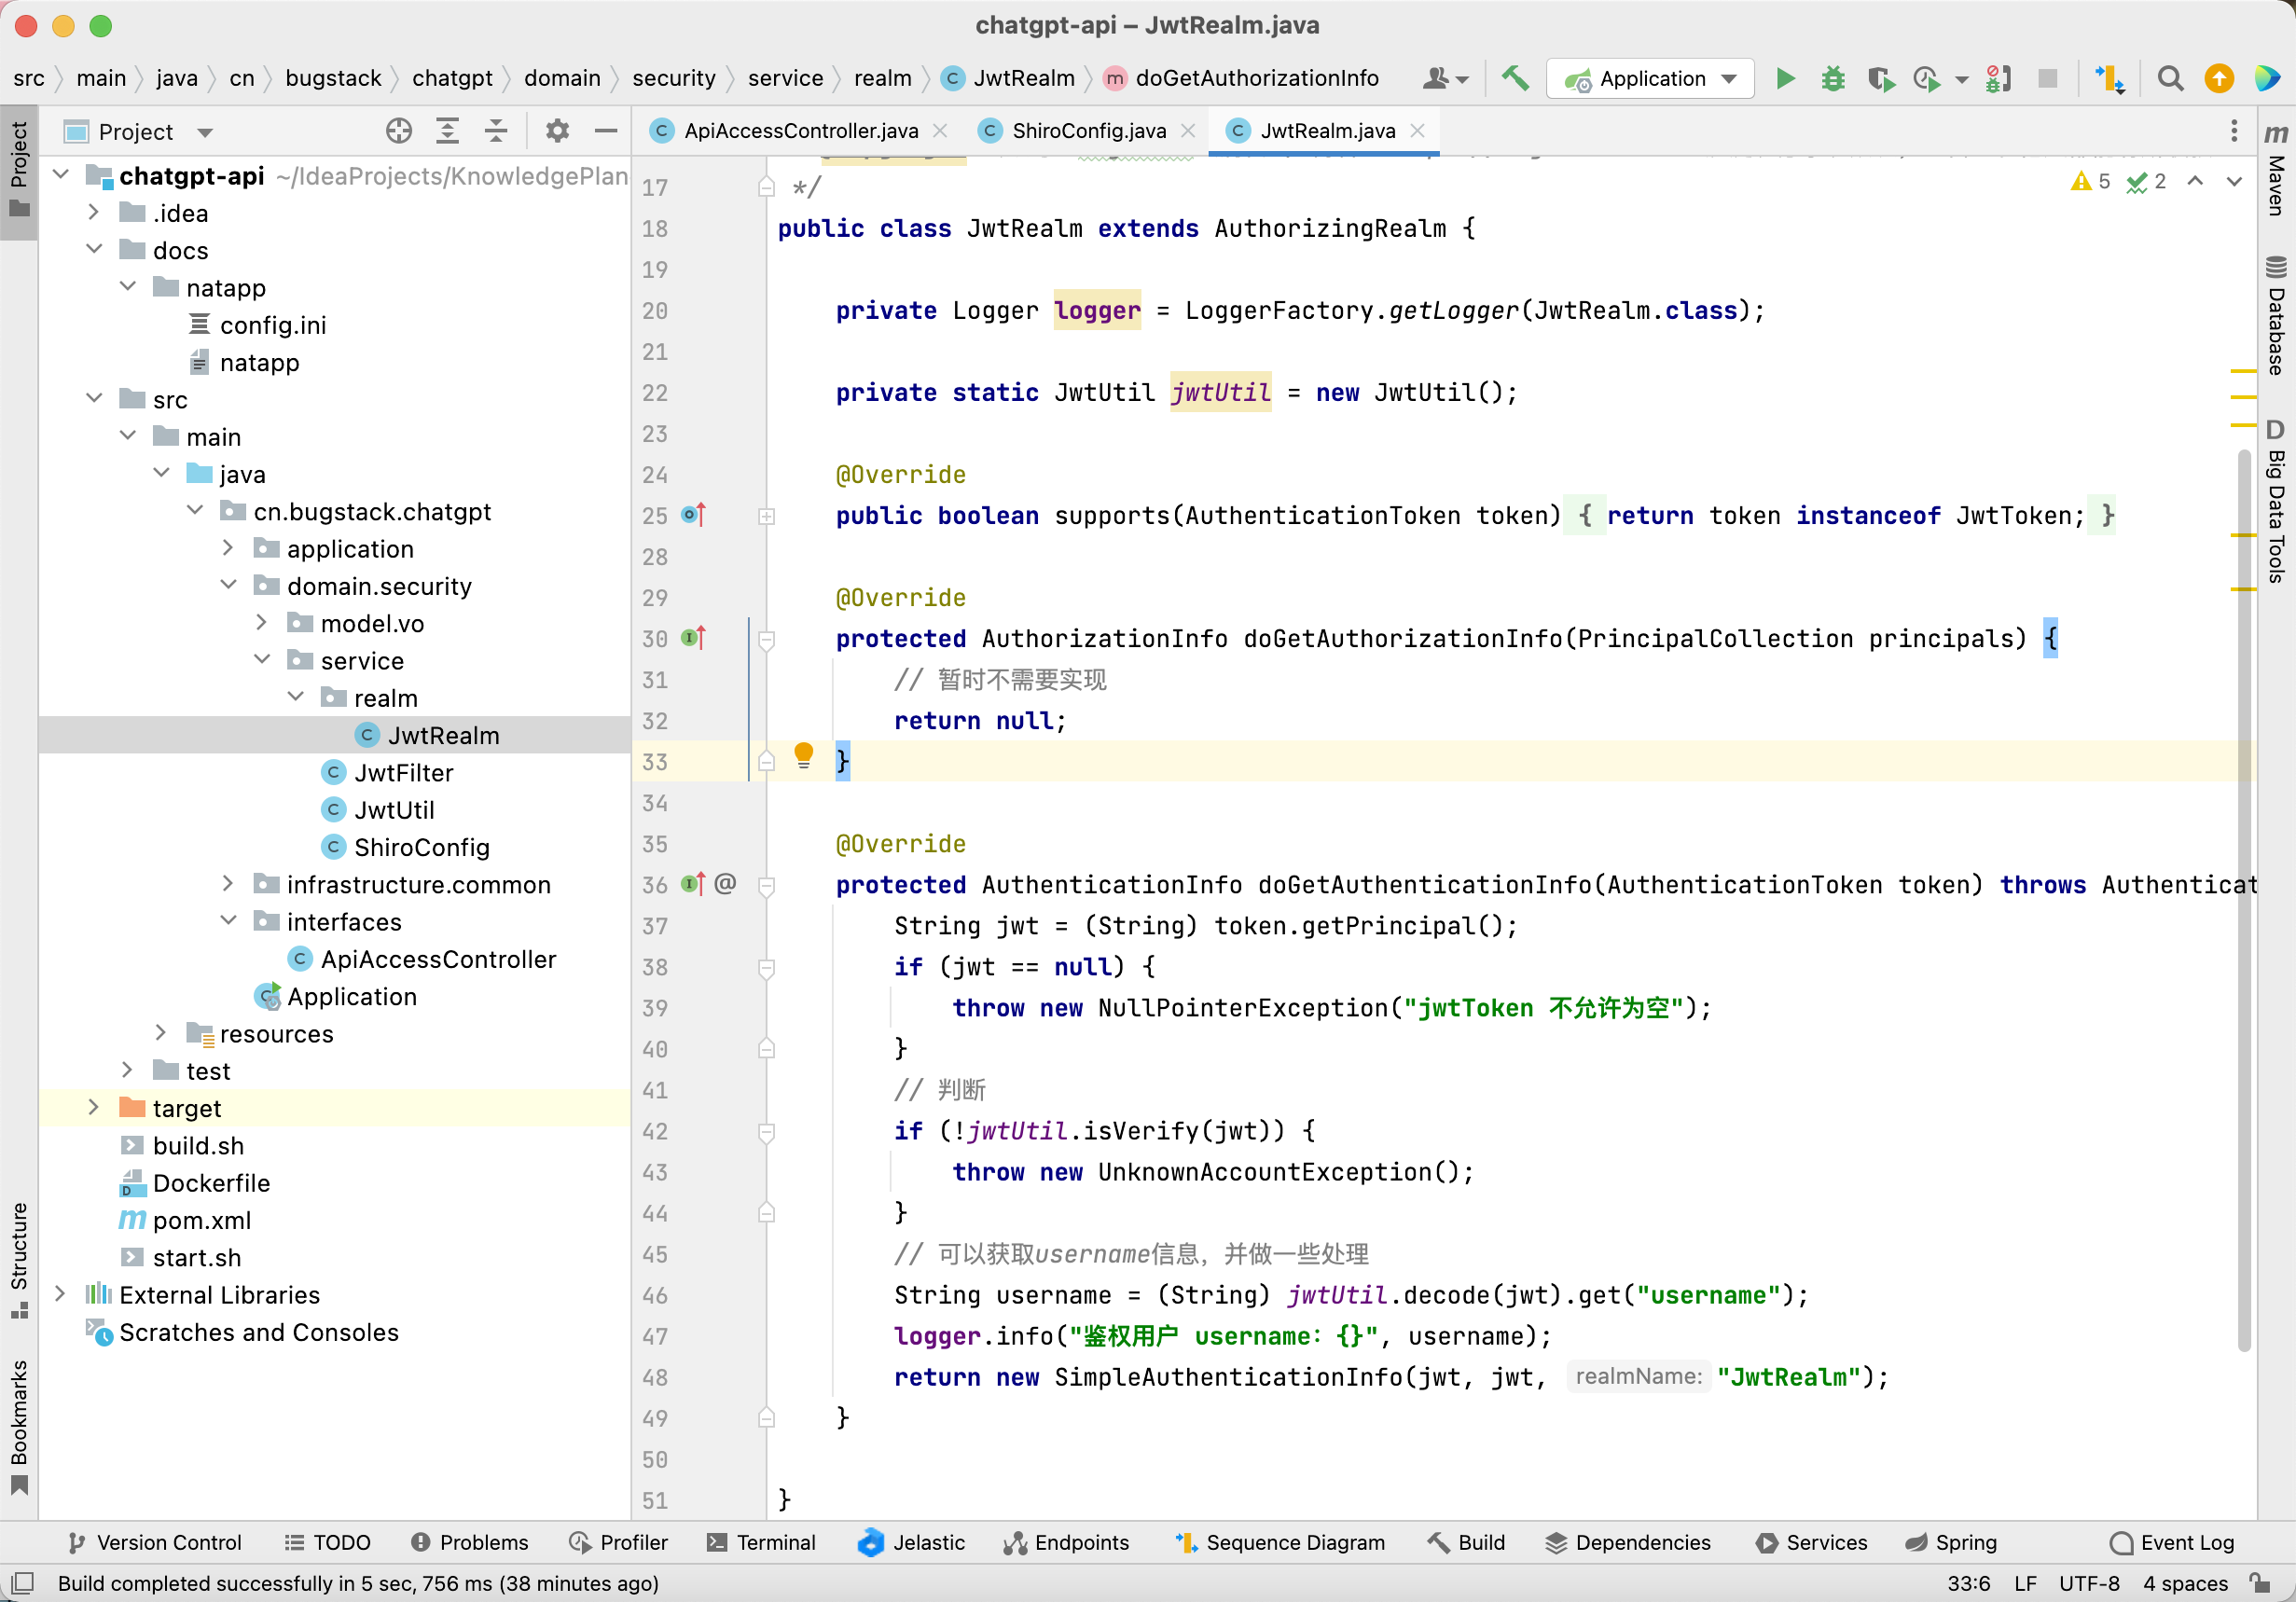 chatgpt-api – JwtRealm.java
src main java cn bugstack chatgpt domain security service realm C JwtRealm m doGetAuthorizationInfo Application
Project
ApiAccessController.java
ShiroConfig.java
JwtRealm.java
Project
Structure
Bookmarks
chatgpt-api ~/IdeaProjects/KnowledgePlan
.idea
docs
natapp
config.ini
natapp
src
main
java
cn.bugstack.chatgpt
application
domain.security
model.vo
service
realm
JwtRealm
JwtFilter
JwtUtil
ShiroConfig
infrastructure.common
interfaces
ApiAccessController
Application
resources
test
target
build.sh
Dockerfile
pom.xml
start.sh
External Libraries
Scratches and Consoles
5 2
17 */
18 public class JwtRealm extends AuthorizingRealm {
19
20 private Logger logger = LoggerFactory.getLogger(JwtRealm.class);
21
22 private static JwtUtil jwtUtil = new JwtUtil();
23
24 @Override
25 public boolean supports(AuthenticationToken token) { return token instanceof JwtToken; }
28
29 @Override
30 protected AuthorizationInfo doGetAuthorizationInfo(PrincipalCollection principals) {
31 // 暂时不需要实现
32 return null;
33 }
34
35 @Override
36 @ protected AuthenticationInfo doGetAuthenticationInfo(AuthenticationToken token) throws Authenticat
37 String jwt = (String) token.getPrincipal();
38 if (jwt == null) {
39 throw new NullPointerException("jwtToken 不允许为空");
40 }
41 // 判断
42 if (!jwtUtil.isVerify(jwt)) {
43 throw new UnknownAccountException();
44 }
45 // 可以获取username信息，并做一些处理
46 String username = (String) jwtUtil.decode(jwt).get("username");
47 logger.info("鉴权用户 username：{}", username);
48 return new SimpleAuthenticationInfo(jwt, jwt, realmName: "JwtRealm");
49 }
50
51 }
m Maven
Database
D Big Data Tools
Version Control TODO Problems Profiler Terminal Jelastic Endpoints Sequence Diagram Build Dependencies Services Spring Event Log
Build completed successfully in 5 sec, 756 ms (38 minutes ago) 33:6 LF UTF-8 4 spaces